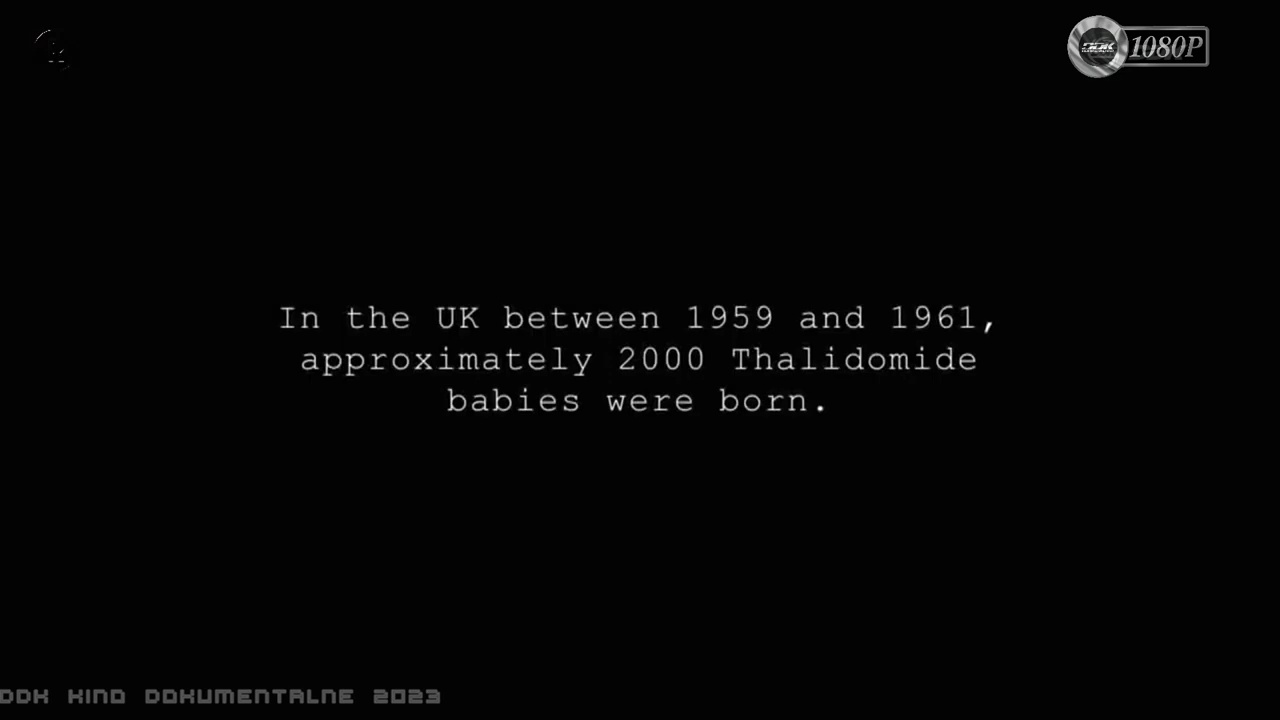 1080P
In the UK between 1959 and 1961,
approximately 2000 Thalidomide
babies were born.
DDK KINO DOKUMENTALNE 2023